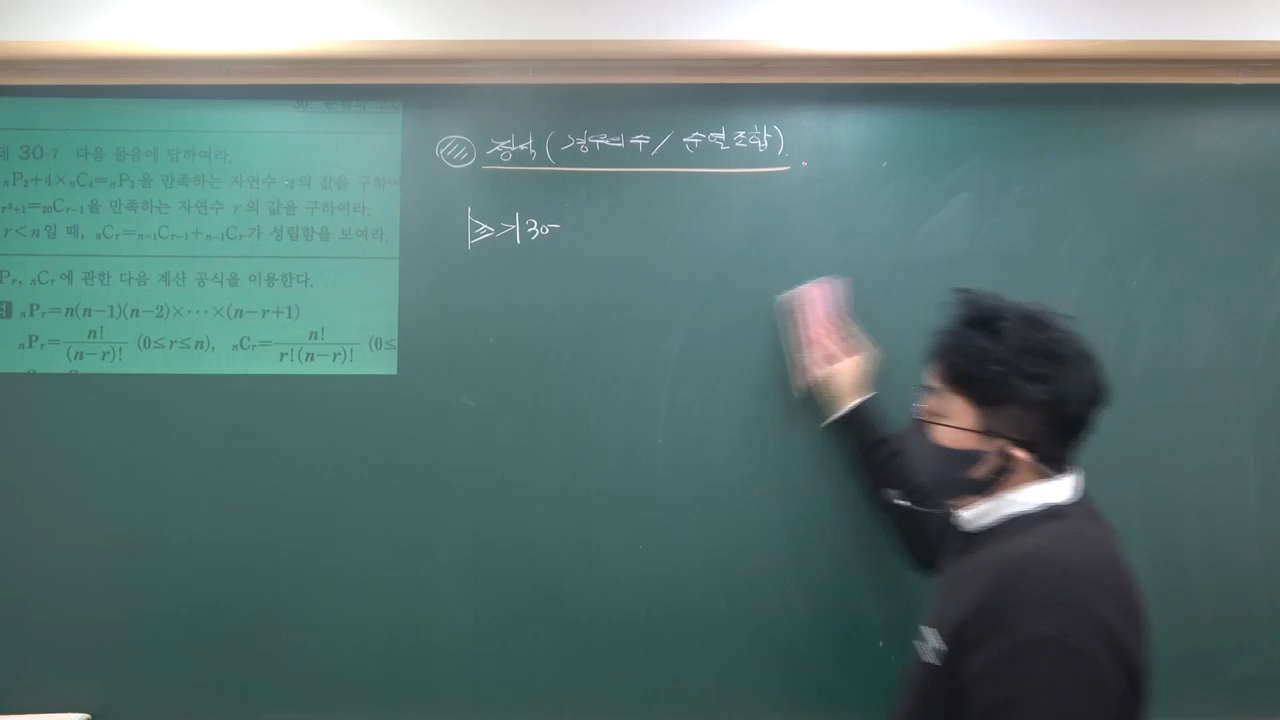 제 30-7 다음 물음에 답하여라.
ₙP₂+4×ₙC₄=ₙP₃을 만족하는 자연수 n의 값을 구하여
r²+1=₂₀Cr−1을 만족하는 자연수 r의 값을 구하여라.
r<n일 때, nCr=n−1Cr−1+n−1Cr가 성립함을 보여라.
Pr, nCr에 관한 다음 계산 공식을 이용한다.
nPr=n(n−1)(n−2)×···×(n−r+1)
nPr=n!/(n−r)! (0≤r≤n), nCr=n!/r!(n−r)! (0≤
정석 (경우의 수 / 순열조합)
30-